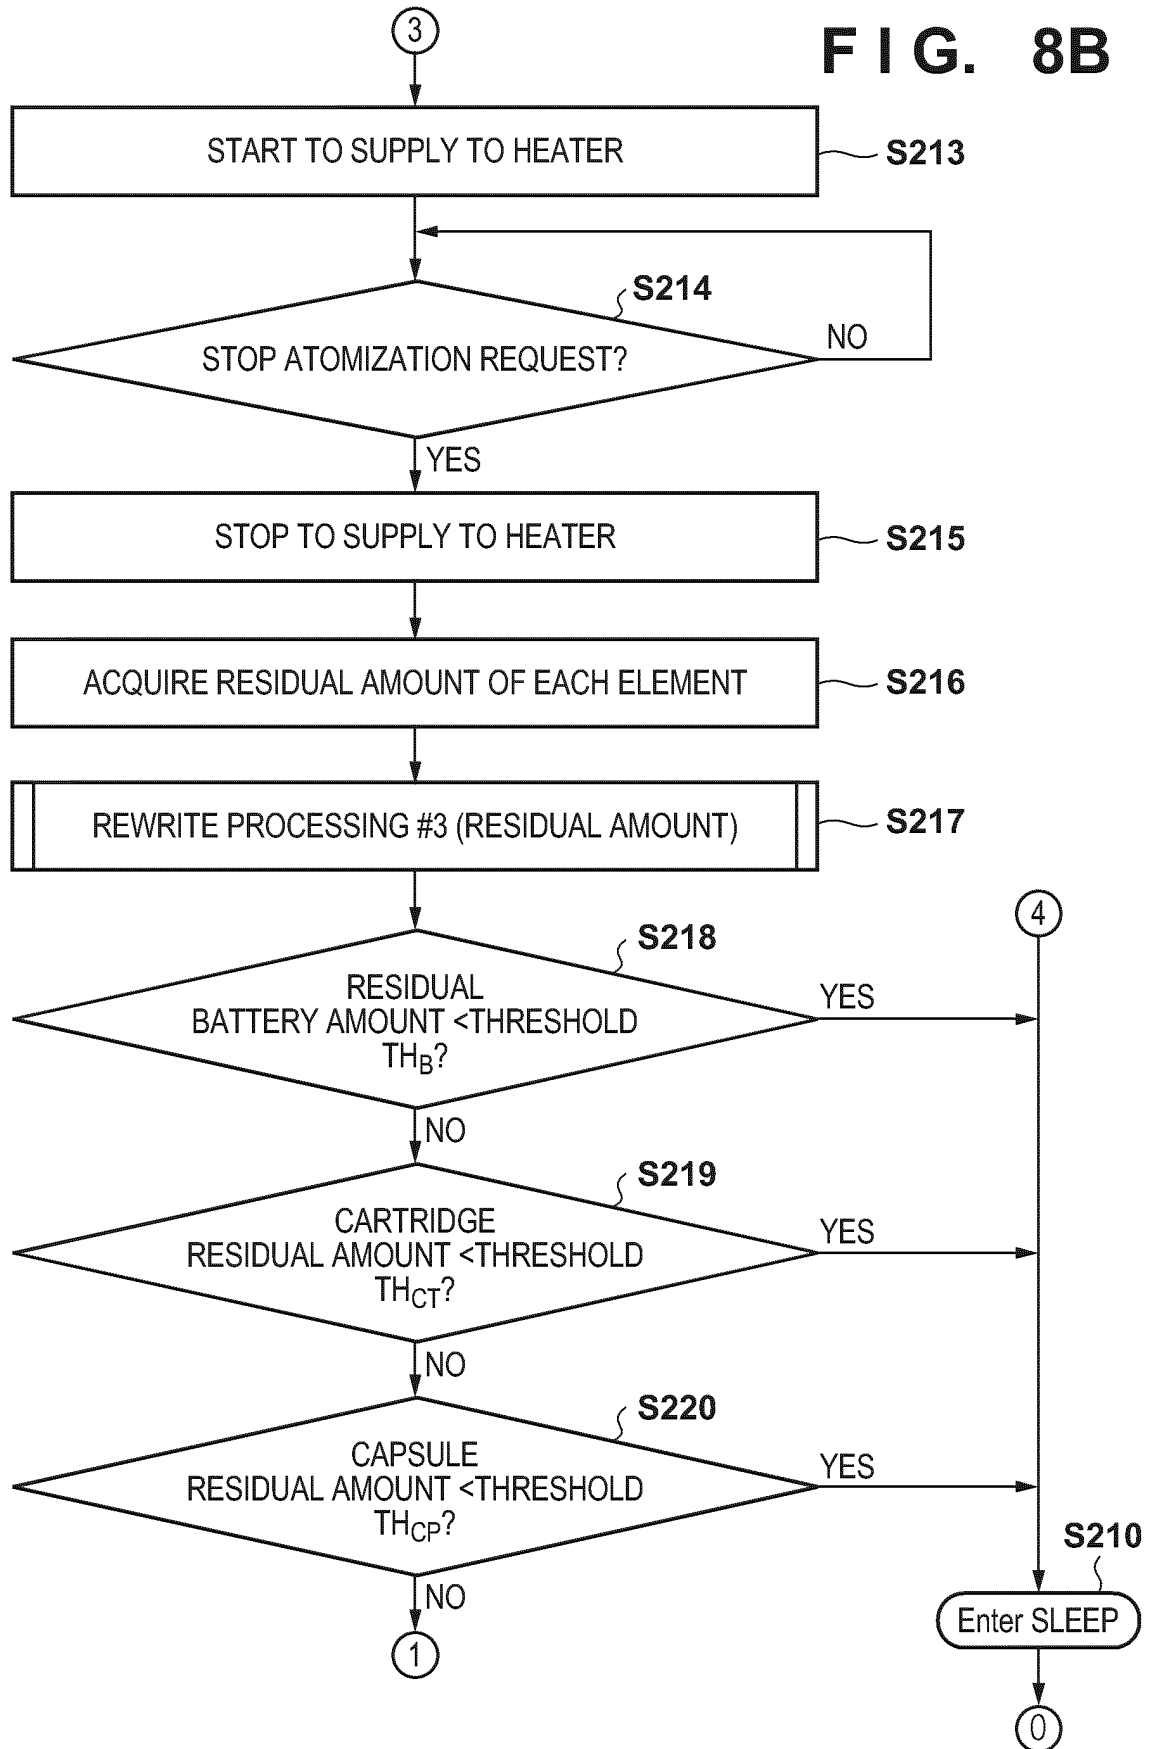 3
FIG. 8B
START TO SUPPLY TO HEATER
S213
S214
STOP ATOMIZATION REQUEST?
NO
YES
STOP TO SUPPLY TO HEATER
S215
ACQUIRE RESIDUAL AMOUNT OF EACH ELEMENT
S216
REWRITE PROCESSING #3 (RESIDUAL AMOUNT)
S217
4
S218
RESIDUAL
BATTERY AMOUNT <THRESHOLD
THB?
YES
NO
S219
CARTRIDGE
RESIDUAL AMOUNT <THRESHOLD
THCT?
YES
NO
S220
CAPSULE
RESIDUAL AMOUNT <THRESHOLD
THCP?
YES
NO
1
S210
Enter SLEEP
0